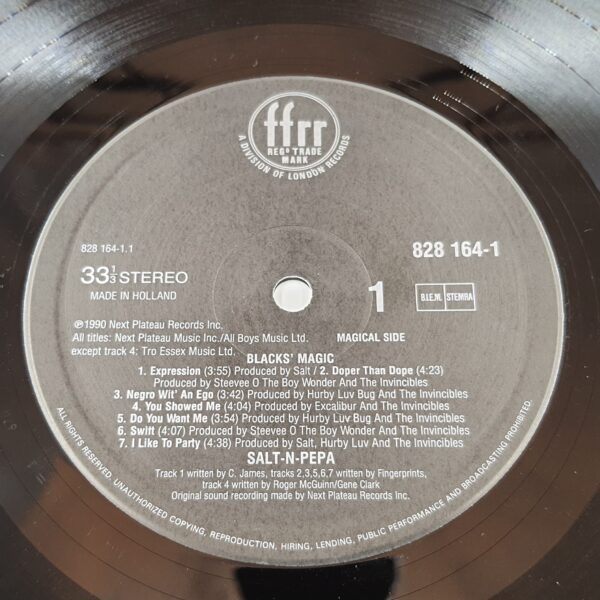 ffrr
REGᴰ TRADE
MARK
A DIVISION OF LONDON RECORDS
828 164-1.1
828 164-1
33⅓ STEREO
MADE IN HOLLAND
1
B.I.E.M. STEMRA
℗1990 Next Plateau Records Inc.
All titles: Next Plateau Music Inc./All Boys Music Ltd.
except track 4: Tro Essex Music Ltd.
MAGICAL SIDE
BLACKS' MAGIC
1. Expression (3:55) Produced by Salt / 2. Doper Than Dope (4:23)
Produced by Steevee O The Boy Wonder And The Invincibles
3. Negro Wit' An Ego (3:42) Produced by Hurby Luv Bug And The Invincibles
4. You Showed Me (4:04) Produced by Excalibur And The Invincibles
5. Do You Want Me (3:54) Produced by Hurby Luv Bug And The Invincibles
6. Swift (4:07) Produced by Steevee O The Boy Wonder And The Invincibles
7. I Like To Party (4:38) Produced by Salt, Hurby Luv And The Invincibles
SALT-N-PEPA
Track 1 written by C. James, tracks 2,3,5,6,7 written by Fingerprints,
track 4 written by Roger McGuinn/Gene Clark
Original sound recording made by Next Plateau Records Inc.
ALL RIGHTS RESERVED. UNAUTHORIZED COPYING, REPRODUCTION, HIRING, LENDING, PUBLIC PERFORMANCE AND BROADCASTING PROHIBITED.